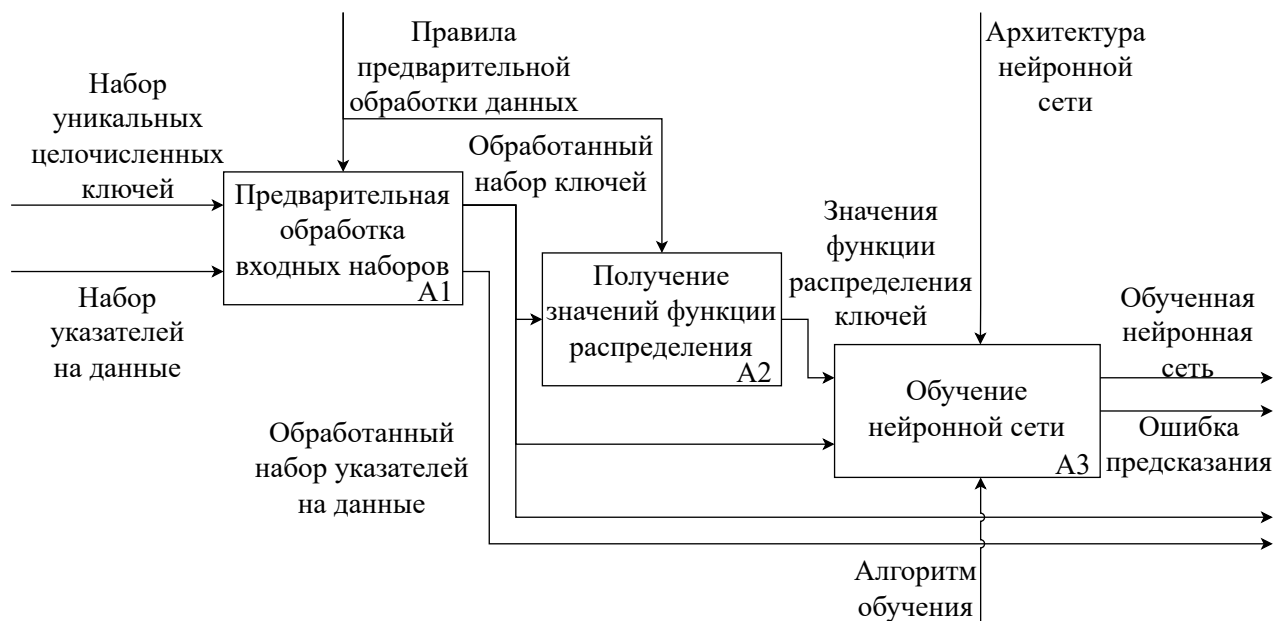 Правила
предварительной
обработки данных
Архитектура
нейронной
сети
Набор
уникальных
целочисленных
ключей
Обработанный
набор ключей
Предварительная
обработка
входных наборов
A1
Значения
функции
распределения
ключей
Получение
значений функции
распределения
A2
Набор
указателей
на данные
Обученная
нейронная
сеть
Обучение
нейронной сети
A3
Ошибка
предсказания
Обработанный
набор указателей
на данные
Алгоритм
обучения